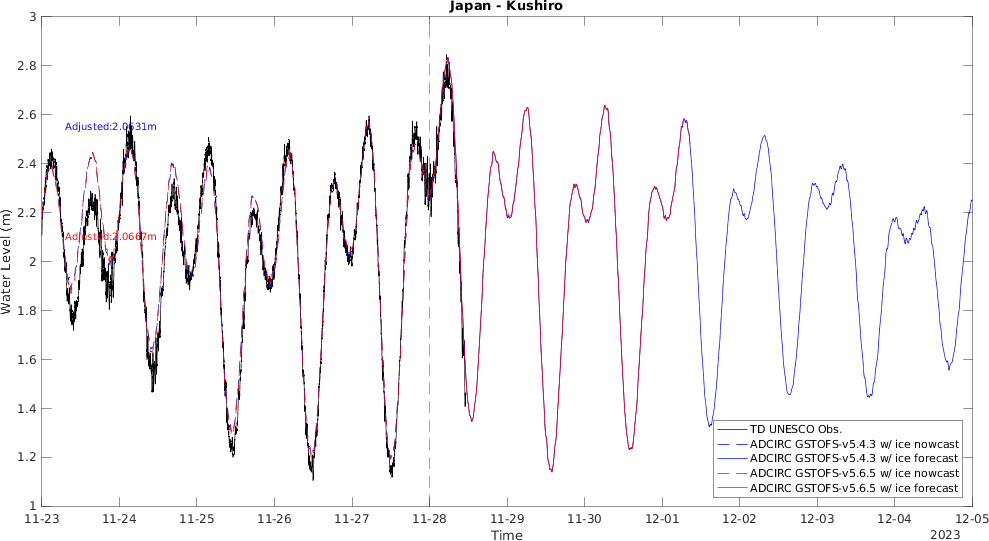 Japan - Kushiro
3
2.8
2.6
2.4
2.2
2
1.8
1.6
1.4
1.2
1
Water Level (m)
Adjusted:2.0631m
Adjusted:2.0667m
TD UNESCO Obs.
ADCIRC GSTOFS-v5.4.3 w/ ice nowcast
ADCIRC GSTOFS-v5.4.3 w/ ice forecast
ADCIRC GSTOFS-v5.6.5 w/ ice nowcast
ADCIRC GSTOFS-v5.6.5 w/ ice forecast
11-23 11-24 11-25 11-26 11-27 11-28 11-29 11-30 12-01 12-02 12-03 12-04 12-05
Time
2023